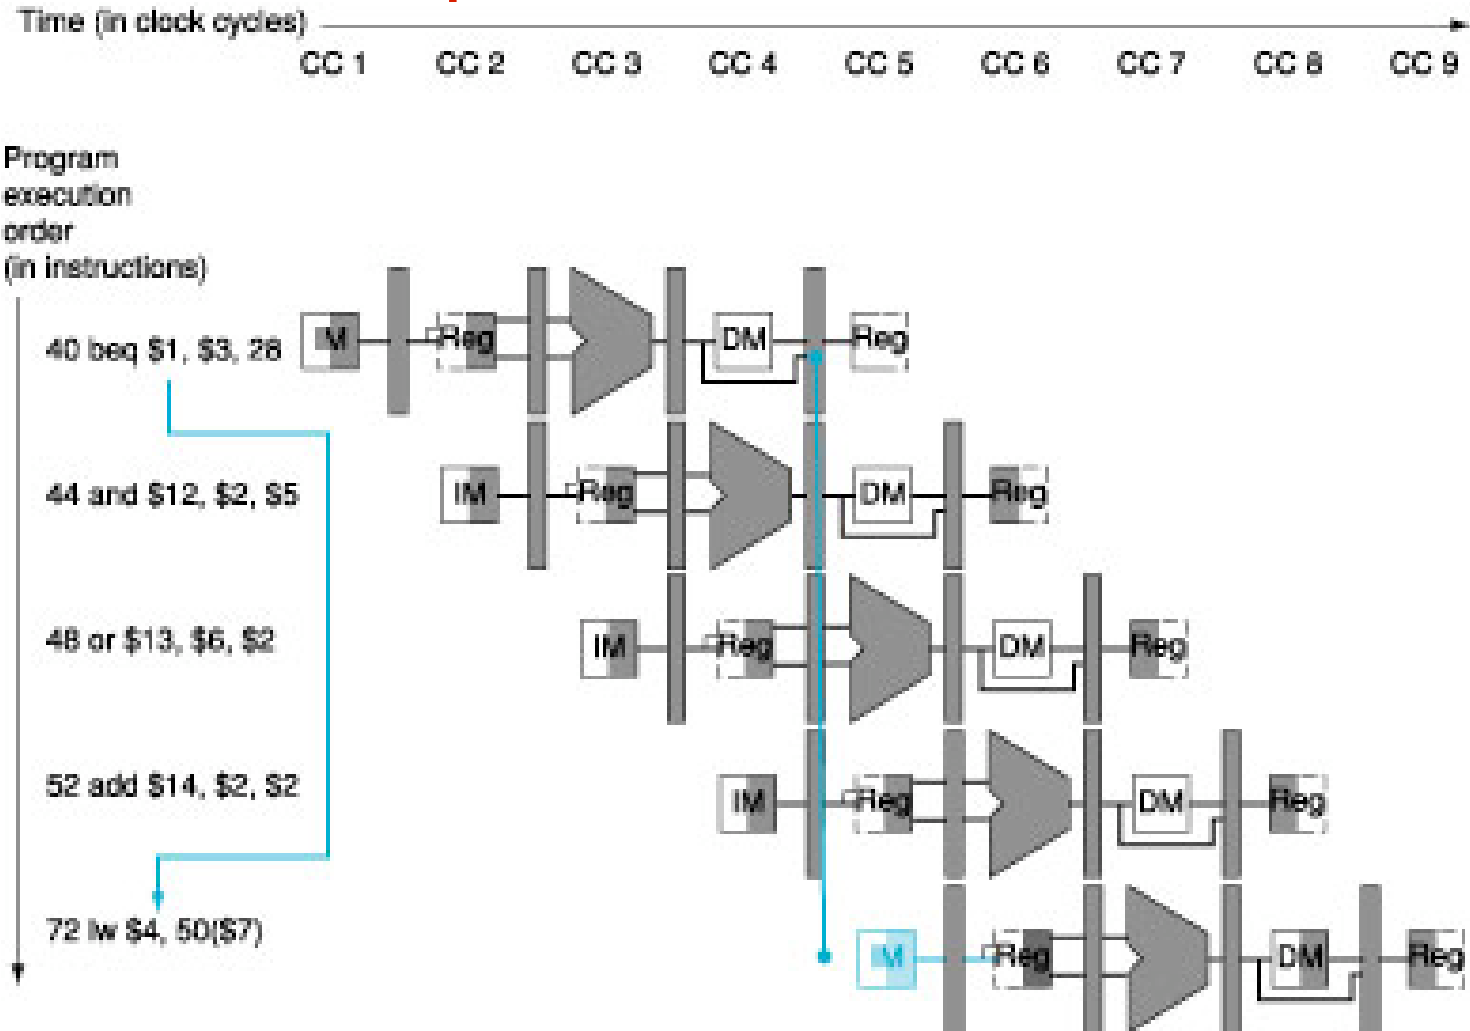 Time (in clock cycles)
CC 1 CC 2 CC 3 CC 4 CC 5 CC 6 CC 7 CC 8 CC 9
Program
execution
order
(in instructions)
40 beq $1, $3, 28
IM Reg DM Reg
44 and $12, $2, $5
IM Reg DM Reg
48 or $13, $6, $2
IM Reg DM Reg
52 add $14, $2, $2
IM Reg DM Reg
72 lw $4, 50($7)
IM Reg DM Reg